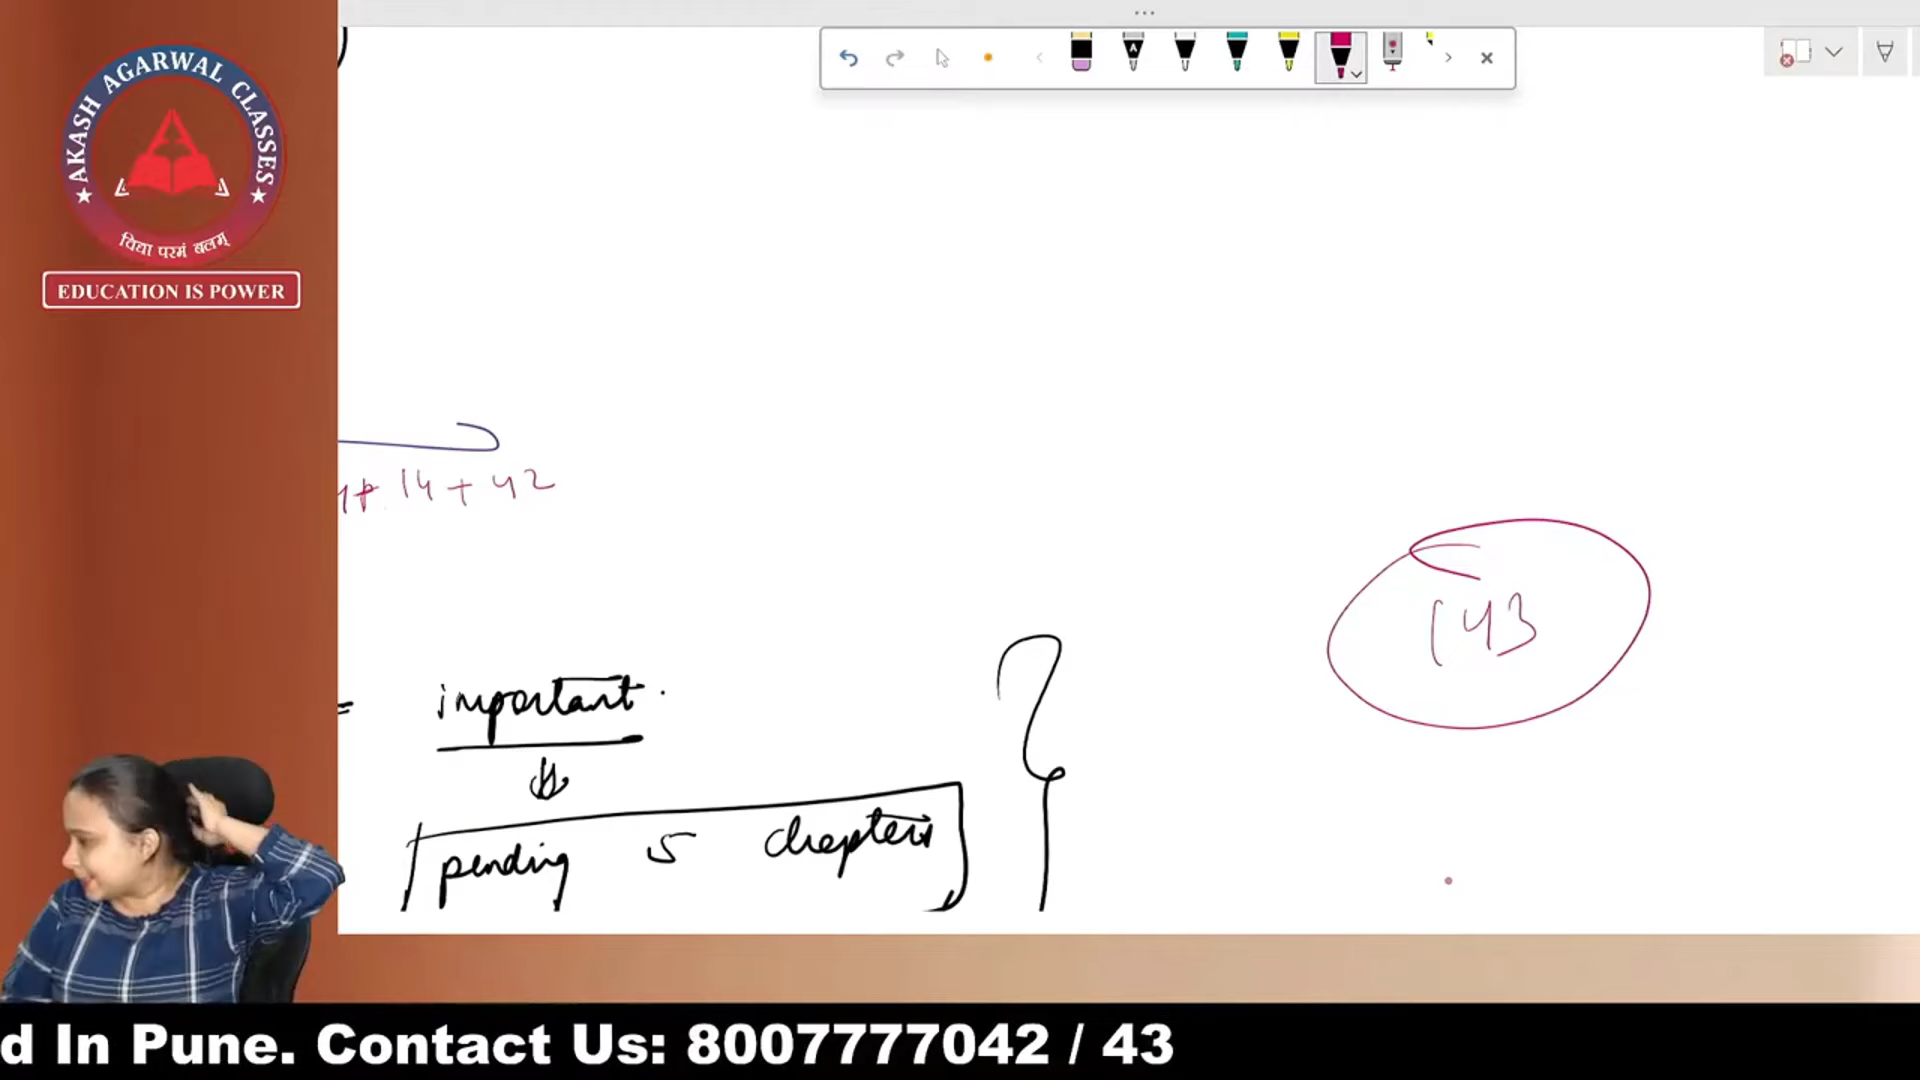 AKASH AGARWAL CLASSES
विद्या परमं बलम्
EDUCATION IS POWER
14 + 42
143
= important.
pending 5 chapters
d In Pune. Contact Us: 8007777042 / 43